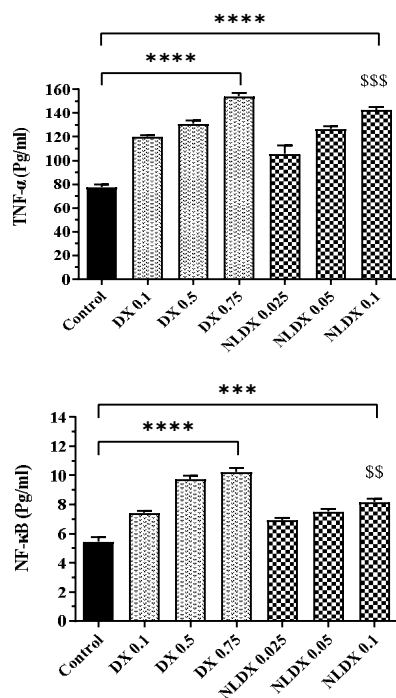 ****
****
$$$
TNF-α (Pg/ml)
160
140
120
100
80
60
40
20
0
Control
DX 0.1
DX 0.5
DX 0.75
NLDX 0.025
NLDX 0.05
NLDX 0.1
***
****
$$
NF-κB (Pg/ml)
14
12
10
8
6
4
2
0
Control
DX 0.1
DX 0.5
DX 0.75
NLDX 0.025
NLDX 0.05
NLDX 0.1